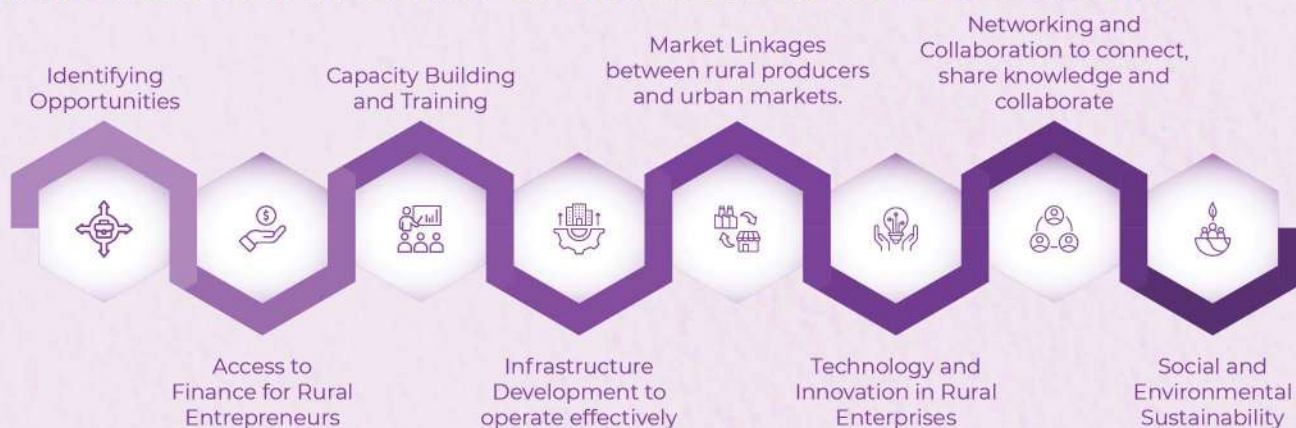 Identifying
Opportunities
Access to
Finance for Rural
Entrepreneurs
Capacity Building
and Training
Infrastructure
Development to
operate effectively
Market Linkages
between rural producers
and urban markets.
Technology and
Innovation in Rural
Enterprises
Networking and
Collaboration to connect,
share knowledge and
collaborate
Social and
Environmental
Sustainability